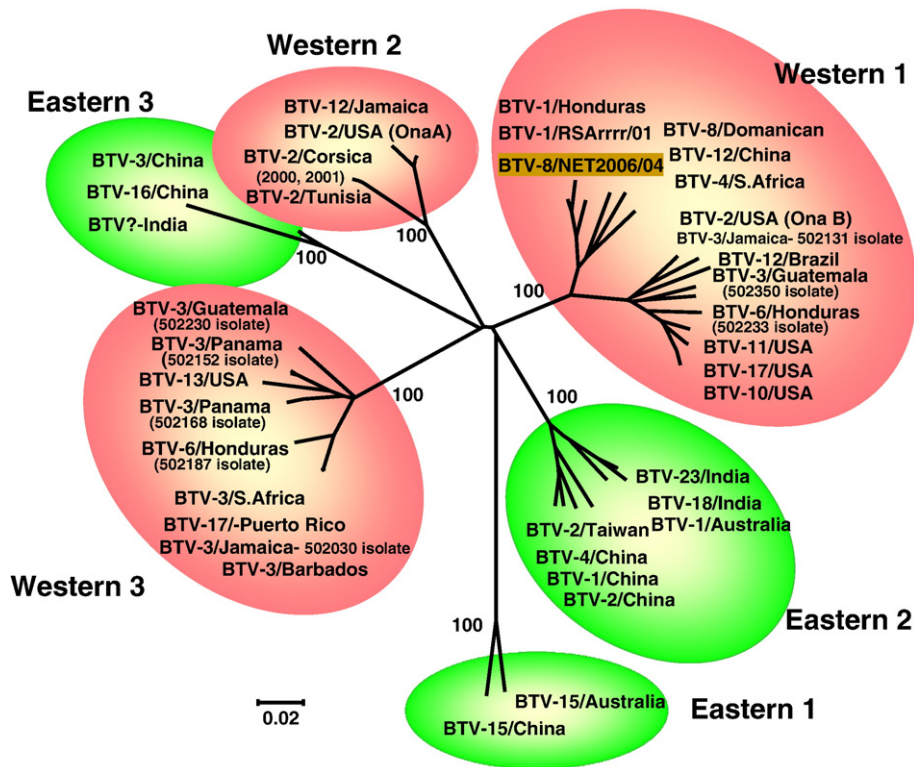 Western 2
BTV-12/Jamaica
BTV-2/USA (OnaA)
BTV-2/Corsica
(2000, 2001)
BTV-2/Tunisia
100
Eastern 3
BTV-3/China
BTV-16/China
BTV?-India
100
Western 1
BTV-1/Honduras
BTV-1/RSArrrr/01
BTV-8/NET2006/04
BTV-8/Domanican
BTV-12/China
BTV-4/S.Africa
BTV-2/USA (Ona B)
BTV-3/Jamaica- 502131 isolate
BTV-12/Brazil
BTV-3/Guatemala
(502350 isolate)
BTV-6/Honduras
(502233 isolate)
BTV-11/USA
BTV-17/USA
BTV-10/USA
100
BTV-3/Guatemala
(502230 isolate)
BTV-3/Panama
(502152 isolate)
BTV-13/USA
BTV-3/Panama
(502168 isolate)
BTV-6/Honduras
(502187 isolate)
BTV-3/S.Africa
BTV-17/-Puerto Rico
BTV-3/Jamaica- 502030 isolate
BTV-3/Barbados
100
Western 3
100
BTV-23/India
BTV-18/India
BTV-1/Australia
BTV-2/Taiwan
BTV-4/China
BTV-1/China
BTV-2/China
Eastern 2
100
BTV-15/Australia
BTV-15/China
Eastern 1
0.02